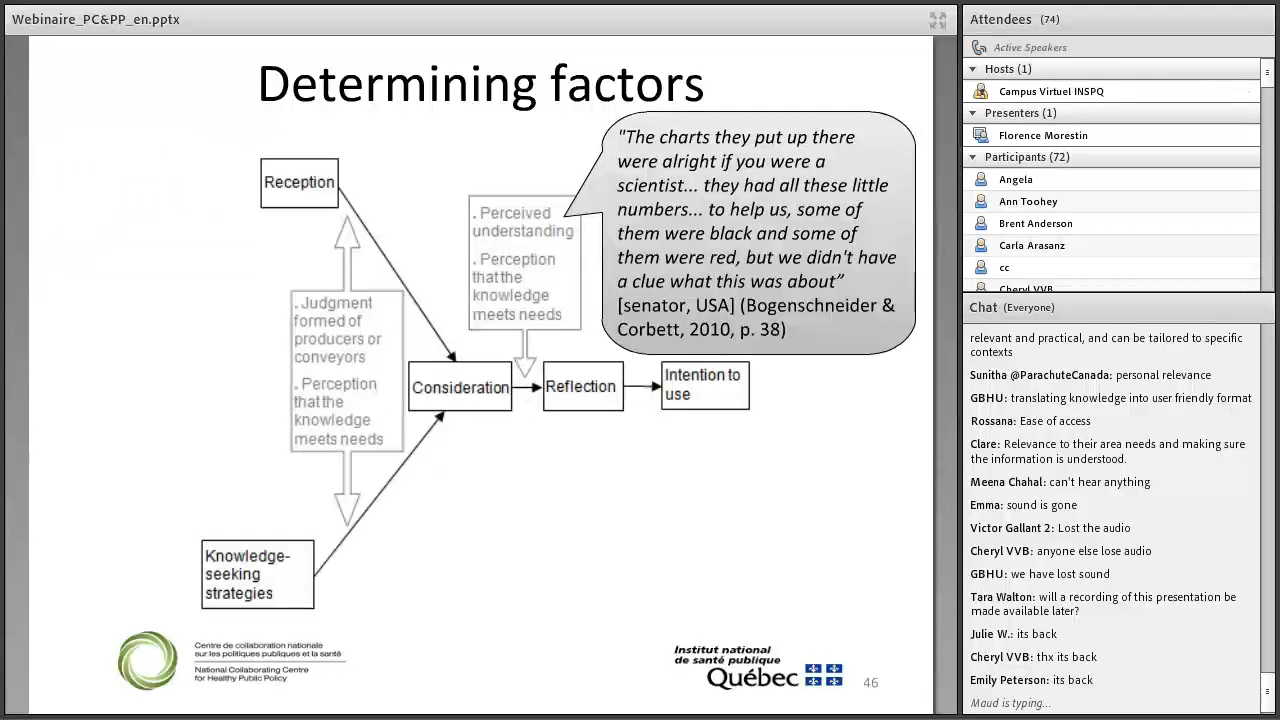 Webinaire_PC&PP_en.pptx
Determining factors
Reception
"The charts they put up there
were alright if you were a
scientist... they had all these little
numbers... to help us, some of
them were black and some of
them were red, but we didn't have
a clue what this was about”
[senator, USA] (Bogenschneider &
Corbett, 2010, p. 38)
. Perceived
understanding
. Perception
that the
knowledge
meets needs
. Judgment
formed of
producers or
conveyors
. Perception
that the
knowledge
meets needs
Consideration
Reflection
Intention to
use
Knowledge-
seeking
strategies
Centre de collaboration nationale
sur les politiques publiques et la santé
National Collaborating Centre
for Healthy Public Policy
Institut national
de santé publique
Québec
46
Attendees (74)
Active Speakers
Hosts (1)
Campus Virtuel INSPQ
Presenters (1)
Florence Morestin
Participants (72)
Angela
Ann Toohey
Brent Anderson
Carla Arasanz
cc
Cheryl VVB
Chat (Everyone)
relevant and practical, and can be tailored to specific
contexts
Sunitha @ParachuteCanada: personal relevance
GBHU: translating knowledge into user friendly format
Rossana: Ease of access
Clare: Relevance to their area needs and making sure
the information is understood.
Meena Chahal: can't hear anything
Emma: sound is gone
Victor Gallant 2: Lost the audio
Cheryl VVB: anyone else lose audio
GBHU: we have lost sound
Tara Walton: will a recording of this presentation be
made available later?
Julie W.: its back
Cheryl VVB: thx its back
Emily Peterson: its back
Maud is typing...